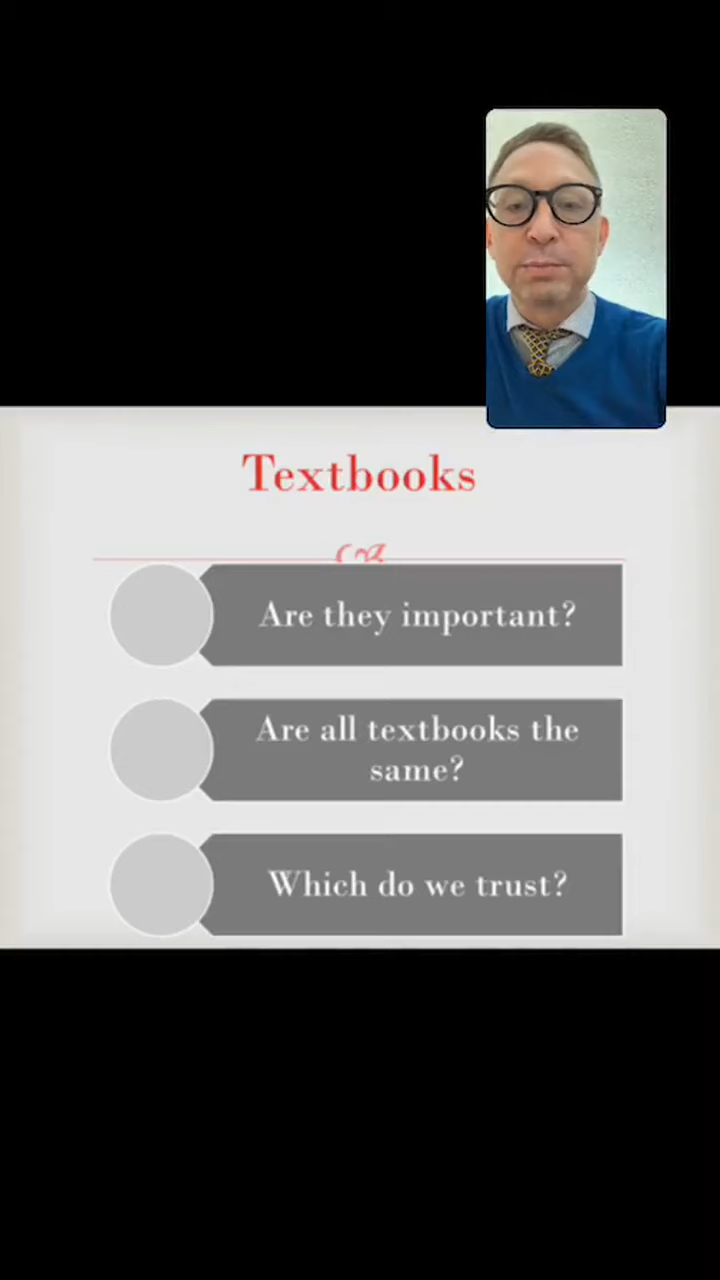 Textbooks
Are they important?
Are all textbooks the
same?
Which do we trust?